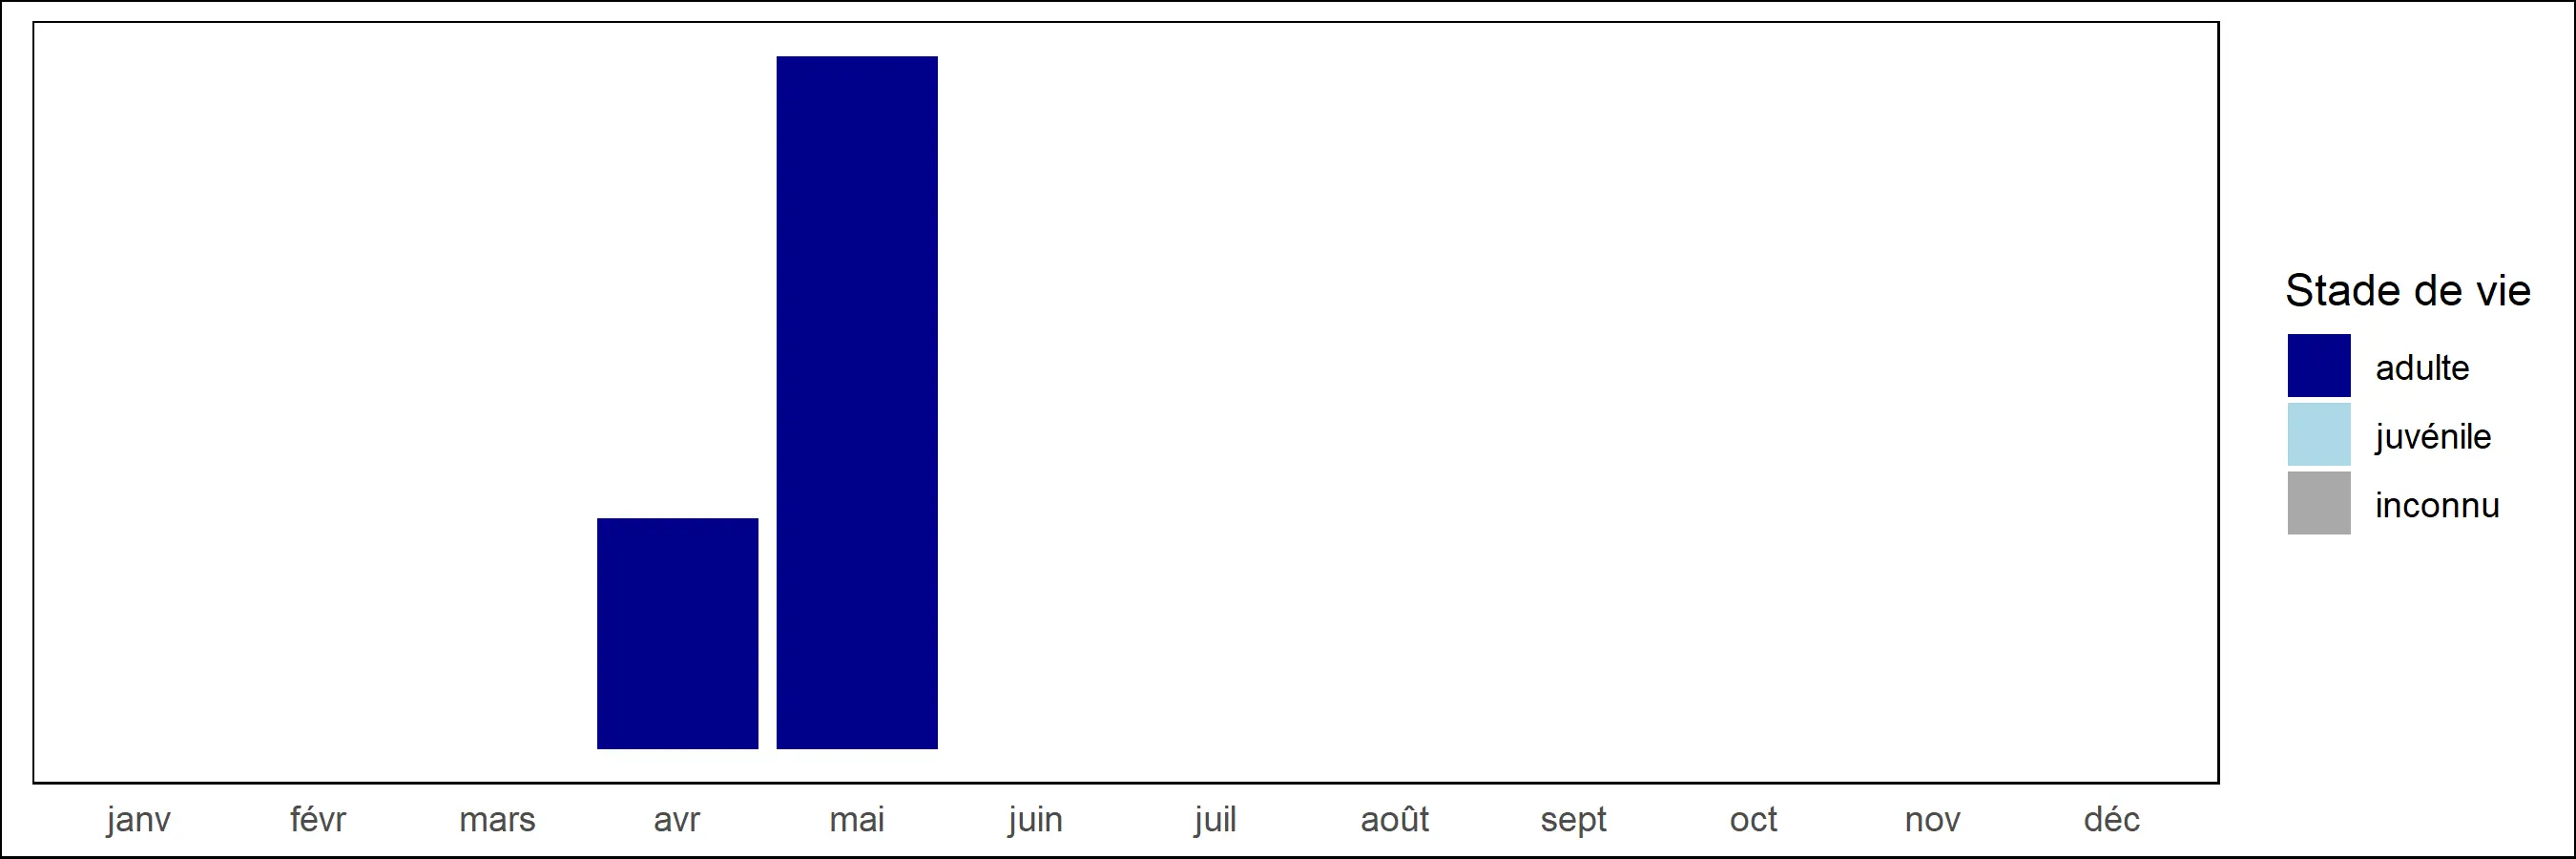 Stade de vie
adulte
juvénile
inconnu
janv févr mars avr mai juin juil août sept oct nov déc